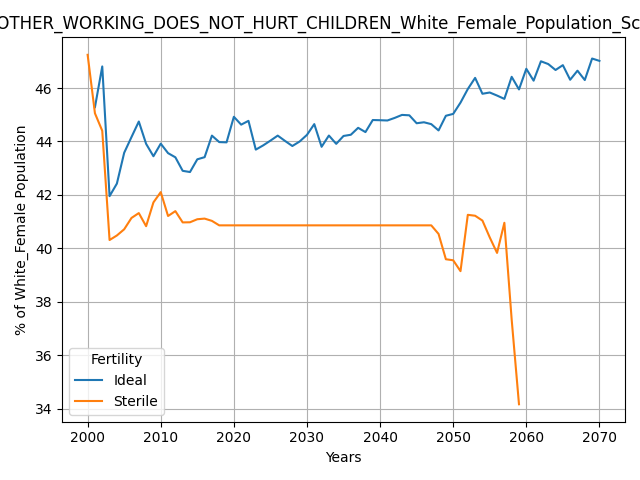 OTHER_WORKING_DOES_NOT_HURT_CHILDREN_White_Female_Population_Sc
% of White_Female Population
46
44
42
40
38
36
34
Fertility
Ideal
Sterile
2000 2010 2020 2030 2040 2050 2060 2070
Years